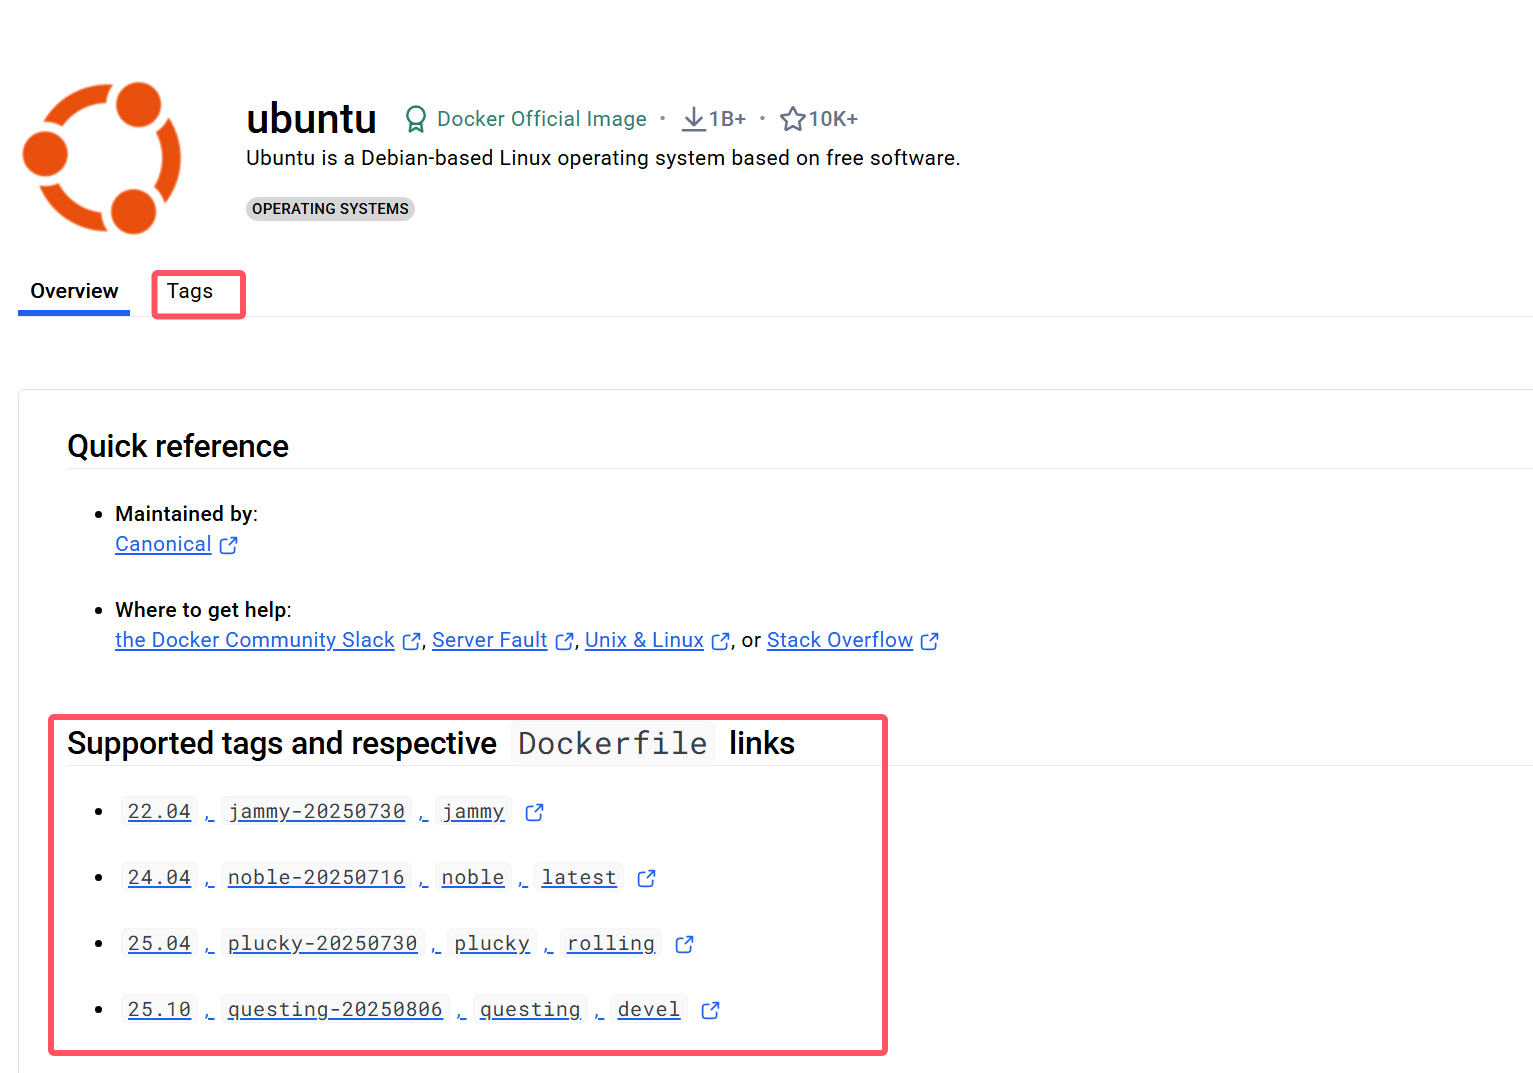 ubuntu Docker Official Image • 1B+ • 10K+
Ubuntu is a Debian-based Linux operating system based on free software.
OPERATING SYSTEMS
Overview Tags
Quick reference
• Maintained by:
Canonical
• Where to get help:
the Docker Community Slack, Server Fault, Unix & Linux, or Stack Overflow
Supported tags and respective Dockerfile links
• 22.04, jammy-20250730, jammy
• 24.04, noble-20250716, noble, latest
• 25.04, plucky-20250730, plucky, rolling
• 25.10, questing-20250806, questing, devel